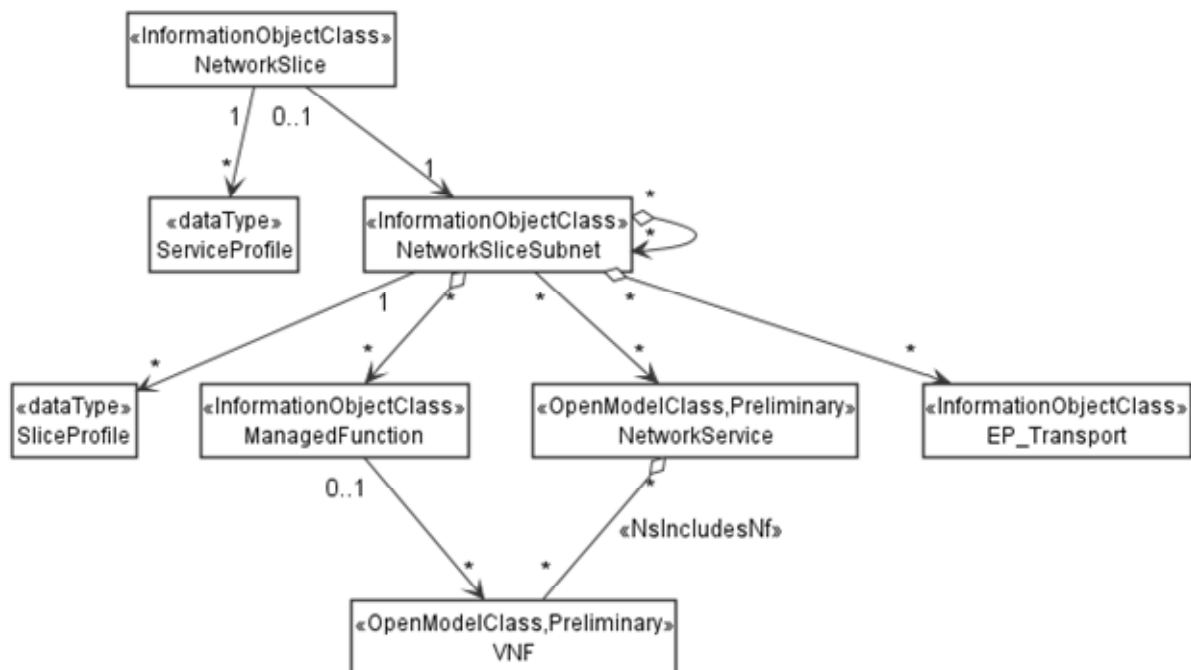 «InformationObjectClass»
NetworkSlice
1
0..1
*
1
«dataType»
ServiceProfile
«InformationObjectClass»
NetworkSliceSubnet
*
*
1
*
*
*
*
*
*
*
«dataType»
SliceProfile
«InformationObjectClass»
ManagedFunction
«OpenModelClass,Preliminary»
NetworkService
«InformationObjectClass»
EP_Transport
0..1
*
«NsIncludesNf»
*
*
«OpenModelClass,Preliminary»
VNF